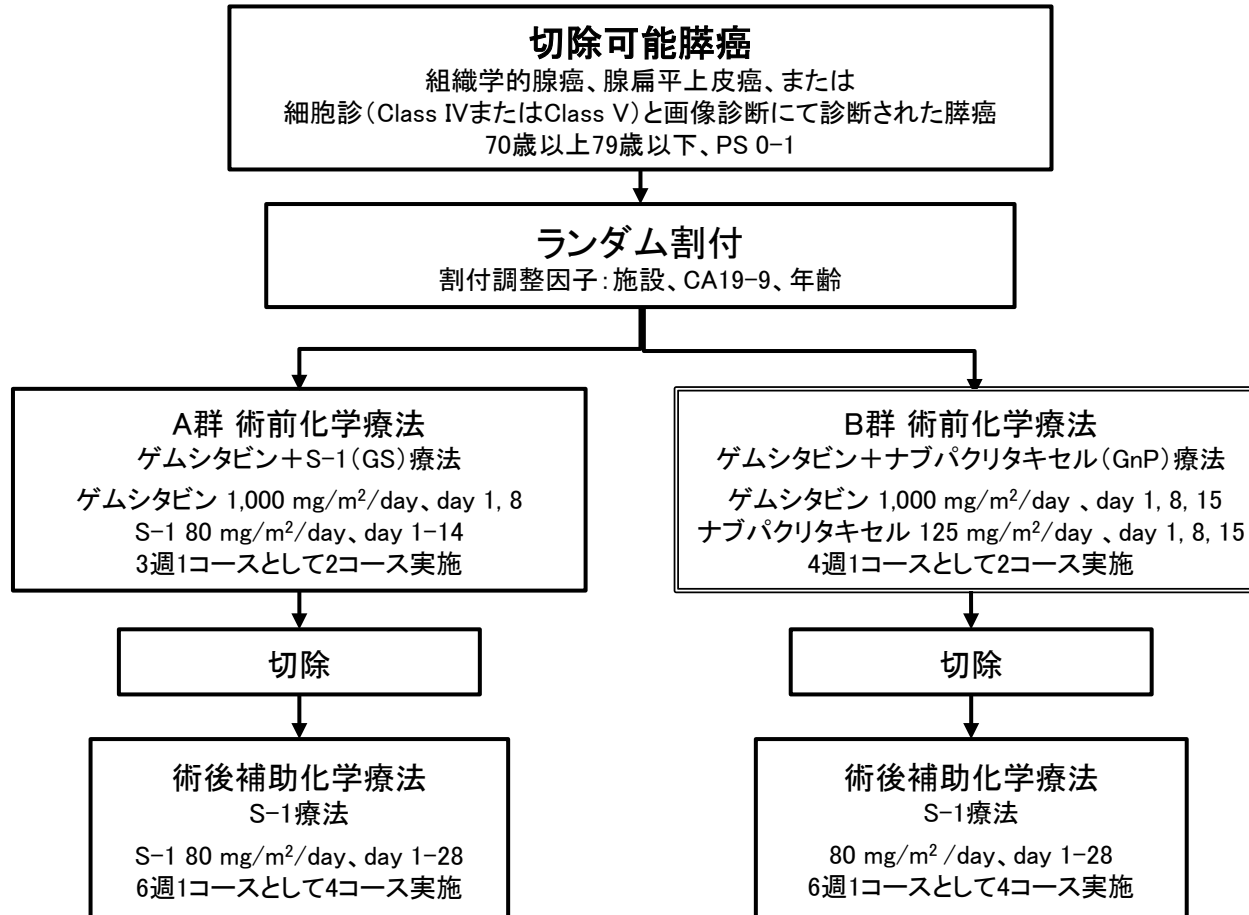 切除可能膵癌
組織学的腺癌、腺扁平上皮癌、または
細胞診（Class IVまたはClass V）と画像診断にて診断された膵癌
70歳以上79歳以下、PS 0-1
ランダム割付
割付調整因子：施設、CA19-9、年齢
A群 術前化学療法
ゲムシタビン＋S-1（GS）療法
ゲムシタビン 1,000 mg/m²/day、day 1, 8
S-1 80 mg/m²/day、day 1-14
3週1コースとして2コース実施
B群 術前化学療法
ゲムシタビン＋ナブパクリタキセル（GnP）療法
ゲムシタビン 1,000 mg/m²/day 、day 1, 8, 15
ナブパクリタキセル 125 mg/m²/day 、day 1, 8, 15
4週1コースとして2コース実施
切除
切除
術後補助化学療法
S-1療法
S-1 80 mg/m²/day、day 1-28
6週1コースとして4コース実施
術後補助化学療法
S-1療法
80 mg/m² /day、day 1-28
6週1コースとして4コース実施